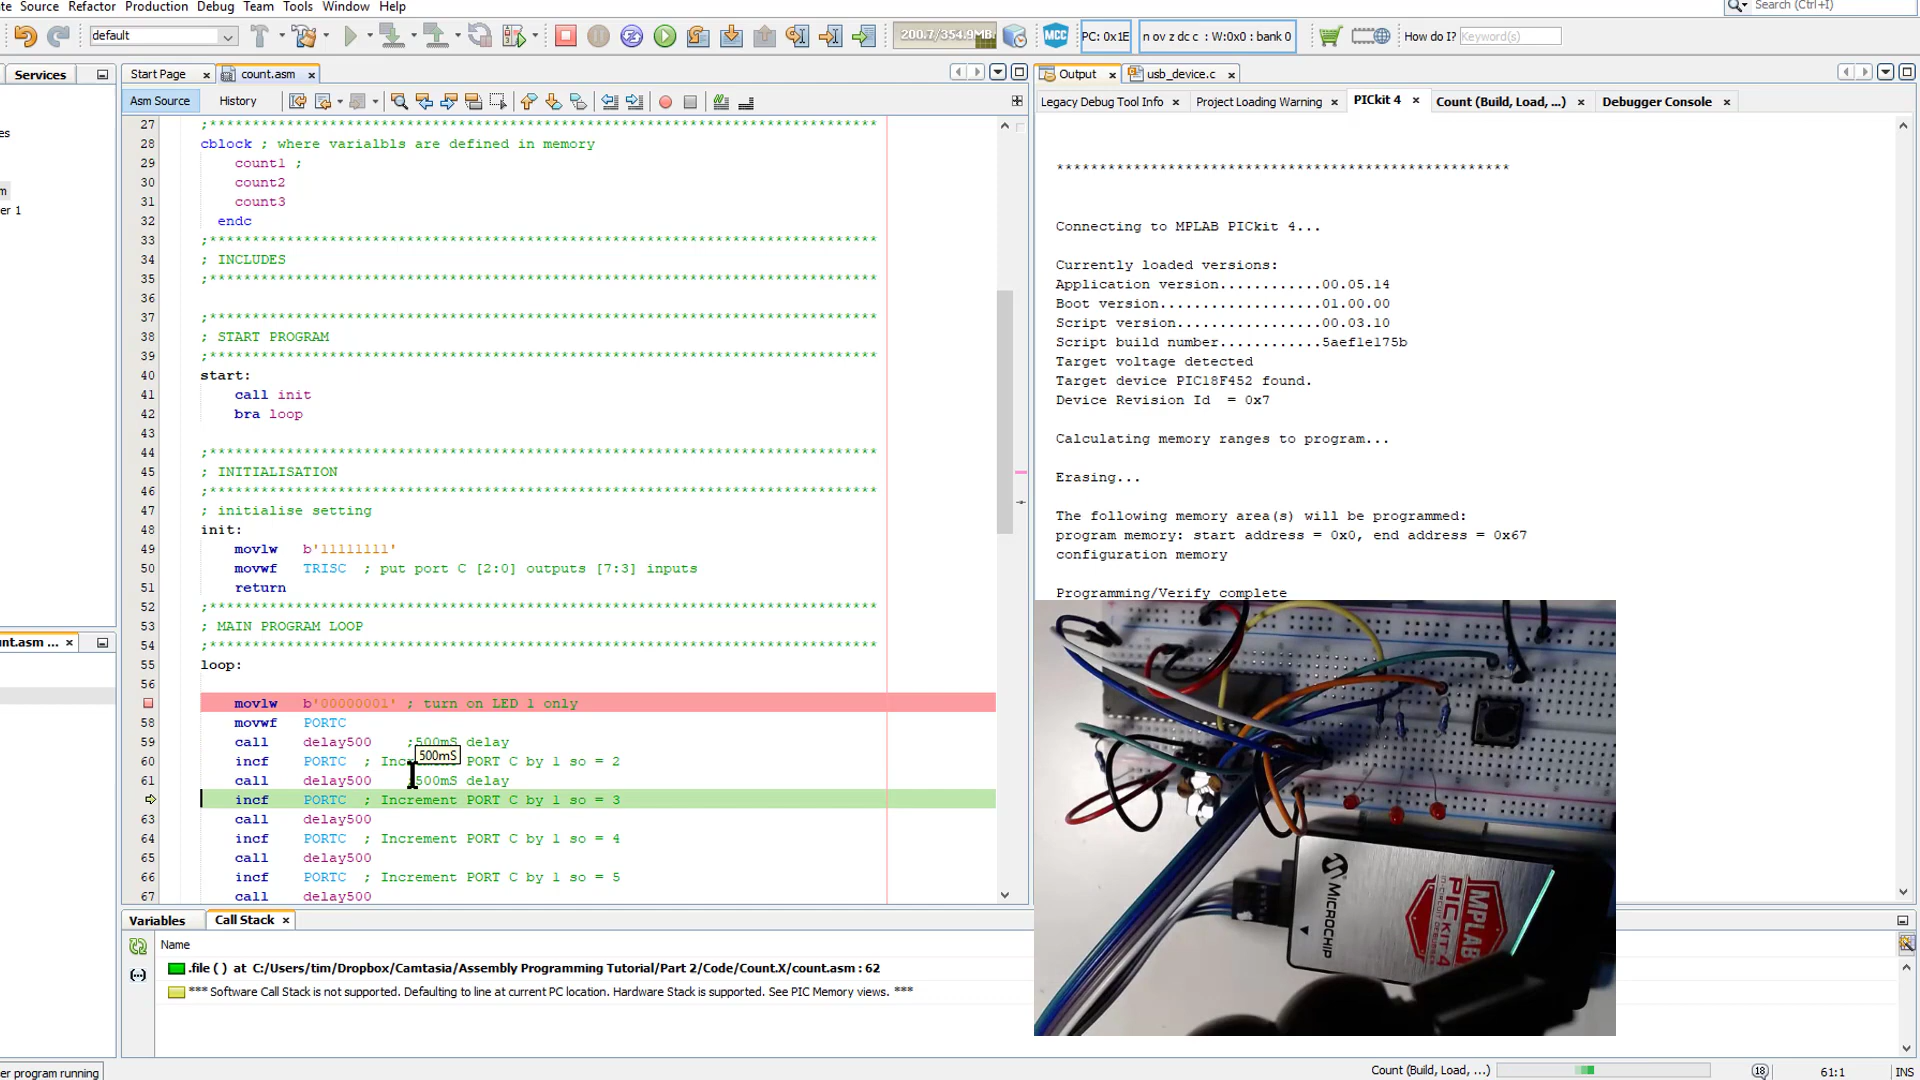 te Source Refactor Production Debug Team Tools Window Help
Search (Ctrl+I)
default
200.7/354.9MB
MCC
PC: 0x1E
n ov z dc c : W:0x0 : bank 0
How do I? Keyword(s)
Services
Start Page
count.asm
Output
usb_device.c
Asm Source
History
Legacy Debug Tool Info
Project Loading Warning
PICkit 4
Count (Build, Load, ...)
Debugger Console
es
m
er 1
27 ;*******************************************************************************
28 cblock ; where varialbls are defined in memory
29 count1 ;
30 count2
31 count3
32 endc
33 ;*******************************************************************************
34 ; INCLUDES
35 ;*******************************************************************************
36
37 ;*******************************************************************************
38 ; START PROGRAM
39 ;*******************************************************************************
40 start:
41 call init
42 bra loop
43
44 ;*******************************************************************************
45 ; INITIALISATION
46 ;*******************************************************************************
47 ; initialise setting
48 init:
49 movlw b'11111111'
50 movwf TRISC ; put port C [2:0] outputs [7:3] inputs
51 return
52 ;*******************************************************************************
53 ; MAIN PROGRAM LOOP
54 ;*******************************************************************************
55 loop:
56
movlw b'00000001' ; turn on LED 1 only
58 movwf PORTC
59 call delay500 ;500mS delay
500mS
60 incf PORTC ; Increment PORT C by 1 so = 2
61 call delay500 ;500mS delay
incf PORTC ; Increment PORT C by 1 so = 3
63 call delay500
64 incf PORTC ; Increment PORT C by 1 so = 4
65 call delay500
66 incf PORTC ; Increment PORT C by 1 so = 5
67 call delay500
*****************************************************
Connecting to MPLAB PICkit 4...
Currently loaded versions:
Application version............00.05.14
Boot version...................01.00.00
Script version.................00.03.10
Script build number............5aef1e175b
Target voltage detected
Target device PIC18F452 found.
Device Revision Id = 0x7
Calculating memory ranges to program...
Erasing...
The following memory area(s) will be programmed:
program memory: start address = 0x0, end address = 0x67
configuration memory
Programming/Verify complete
MICROCHIP
MPLAB
PICKIT 4
IN-CIRCUIT DEBUGGER
nt.asm ...
Variables
Call Stack
Name
.file ( ) at C:/Users/tim/Dropbox/Camtasia/Assembly Programming Tutorial/Part 2/Code/Count.X/count.asm : 62
*** Software Call Stack is not supported. Defaulting to line at current PC location. Hardware Stack is supported. See PIC Memory views. ***
er program running
Count (Build, Load, ...)
18
61:1
INS